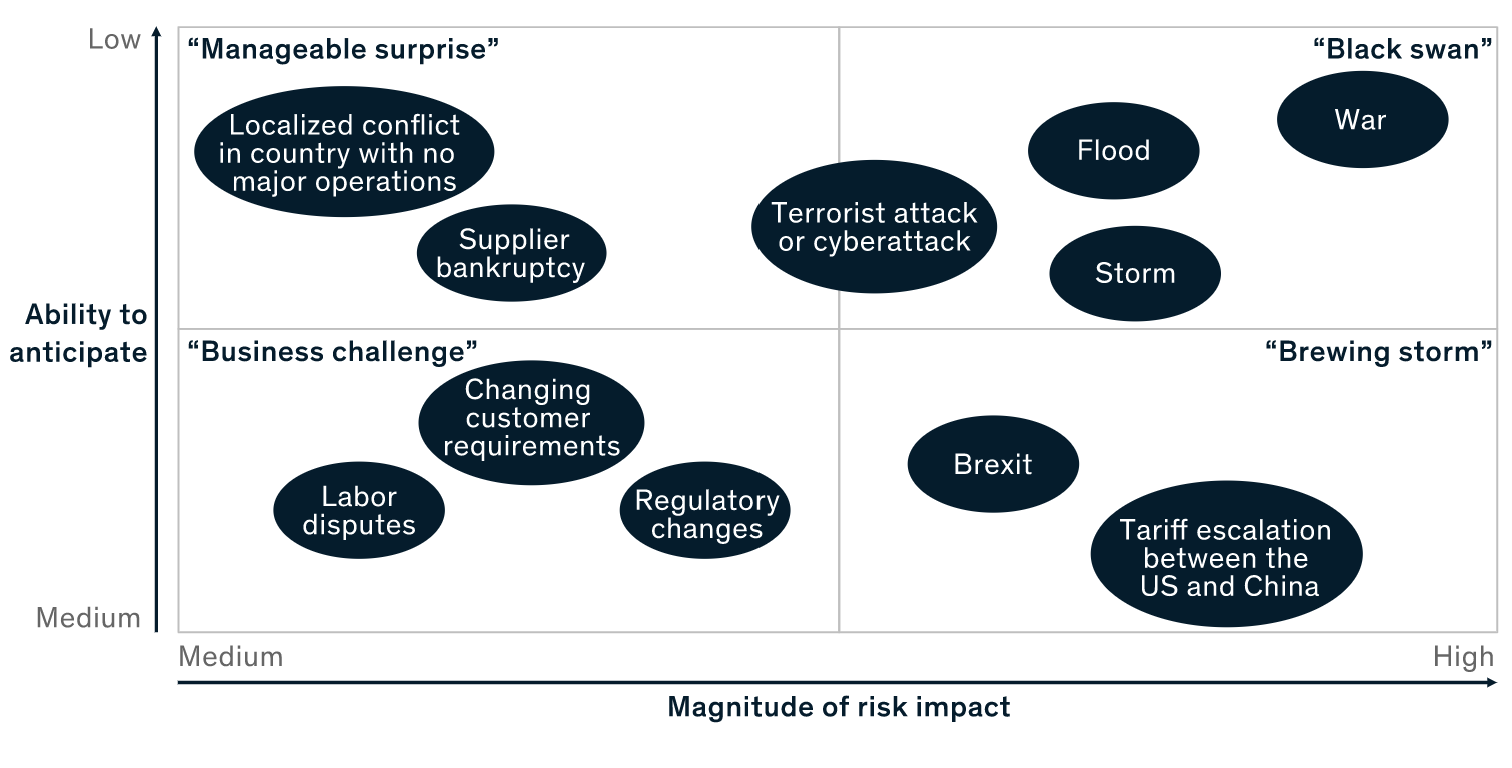 Low
“Manageable surprise”
“Black swan”
Localized conflict
in country with no
major operations
War
Flood
Terrorist attack
or cyberattack
Supplier
bankruptcy
Storm
Ability to
anticipate
“Business challenge”
“Brewing storm”
Changing
customer
requirements
Brexit
Labor
disputes
Regulatory
changes
Tariff escalation
between the
US and China
Medium
Medium
High
Magnitude of risk impact